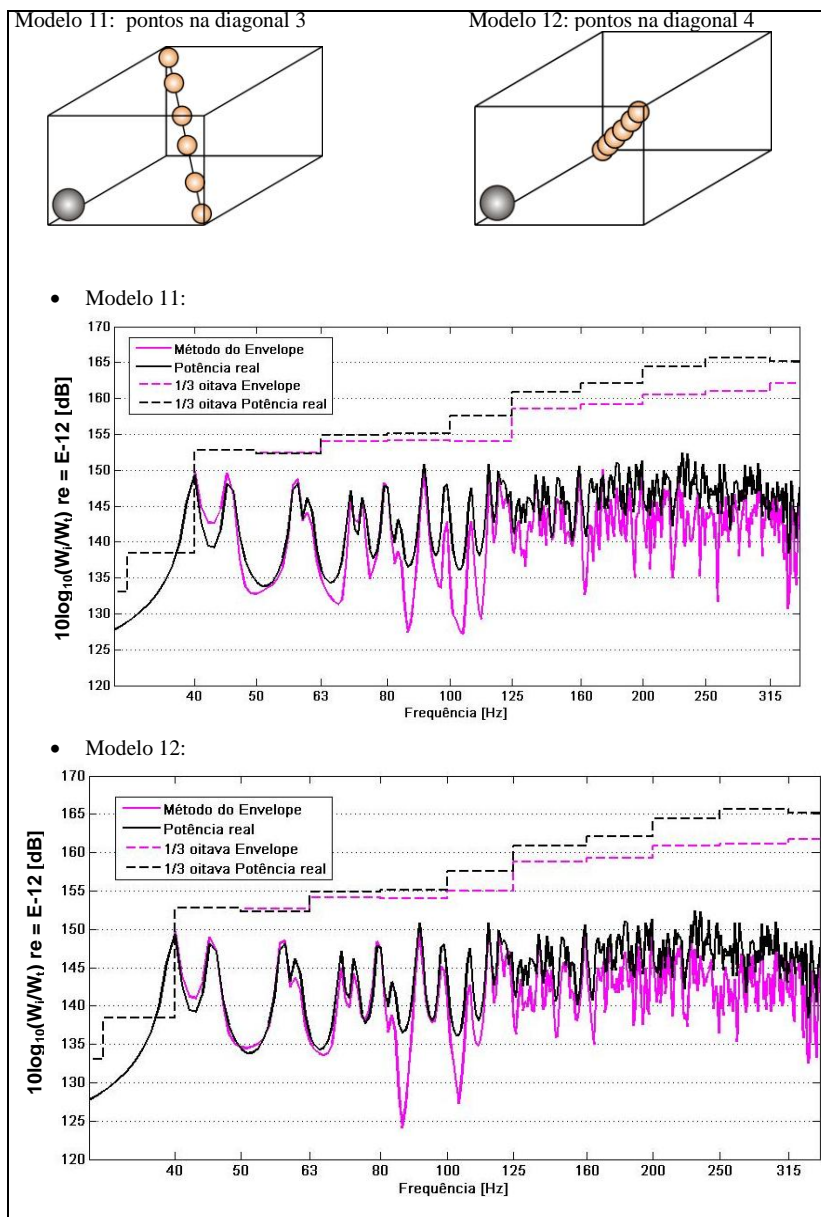 Modelo 11: pontos na diagonal 3
Modelo 12: pontos na diagonal 4
• Modelo 11:
170
165
160
155
150
145
140
135
130
125
120
10log₁₀(Wᵢ/Wₜ) re = E-12 [dB]
Método do Envelope
Potência real
1/3 oitava Envelope
1/3 oitava Potência real
40 50 63 80 100 125 160 200 250 315
Frequência [Hz]
• Modelo 12:
170
165
160
155
150
145
140
135
130
125
120
10log₁₀(Wᵢ/Wₜ) re = E-12 [dB]
Método do Envelope
Potência real
1/3 oitava Envelope
1/3 oitava Potência real
40 50 63 80 100 125 160 200 250 315
Frequência [Hz]